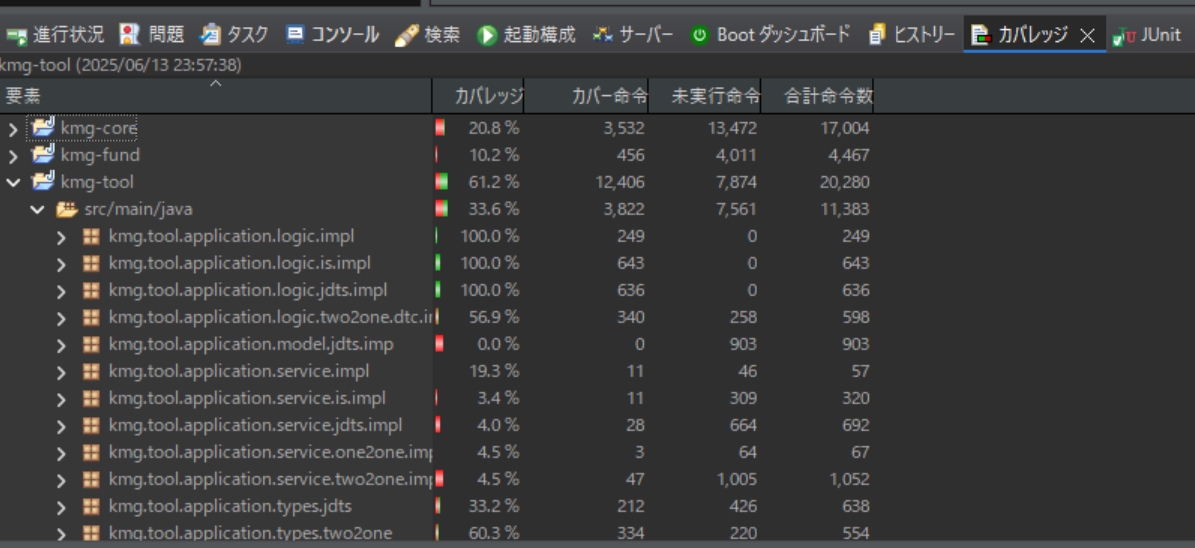 進行状況 問題 タスク コンソール 検索 起動構成 サーバー Boot ダッシュボード ヒストリー カバレッジ JUnit
kmg-tool (2025/06/13 23:57:38)
要素 カバレッジ カバー命令 未実行命令 合計命令数
kmg-core 20.8 % 3,532 13,472 17,004
kmg-fund 10.2 % 456 4,011 4,467
kmg-tool 61.2 % 12,406 7,874 20,280
src/main/java 33.6 % 3,822 7,561 11,383
kmg.tool.application.logic.impl 100.0 % 249 0 249
kmg.tool.application.logic.is.impl 100.0 % 643 0 643
kmg.tool.application.logic.jdts.impl 100.0 % 636 0 636
kmg.tool.application.logic.two2one.dtc.ir 56.9 % 340 258 598
kmg.tool.application.model.jdts.imp 0.0 % 0 903 903
kmg.tool.application.service.impl 19.3 % 11 46 57
kmg.tool.application.service.is.impl 3.4 % 11 309 320
kmg.tool.application.service.jdts.impl 4.0 % 28 664 692
kmg.tool.application.service.one2one.imp 4.5 % 3 64 67
kmg.tool.application.service.two2one.imp 4.5 % 47 1,005 1,052
kmg.tool.application.types.jdts 33.2 % 212 426 638
kmg.tool.application.types.two2one 60.3 % 334 220 554